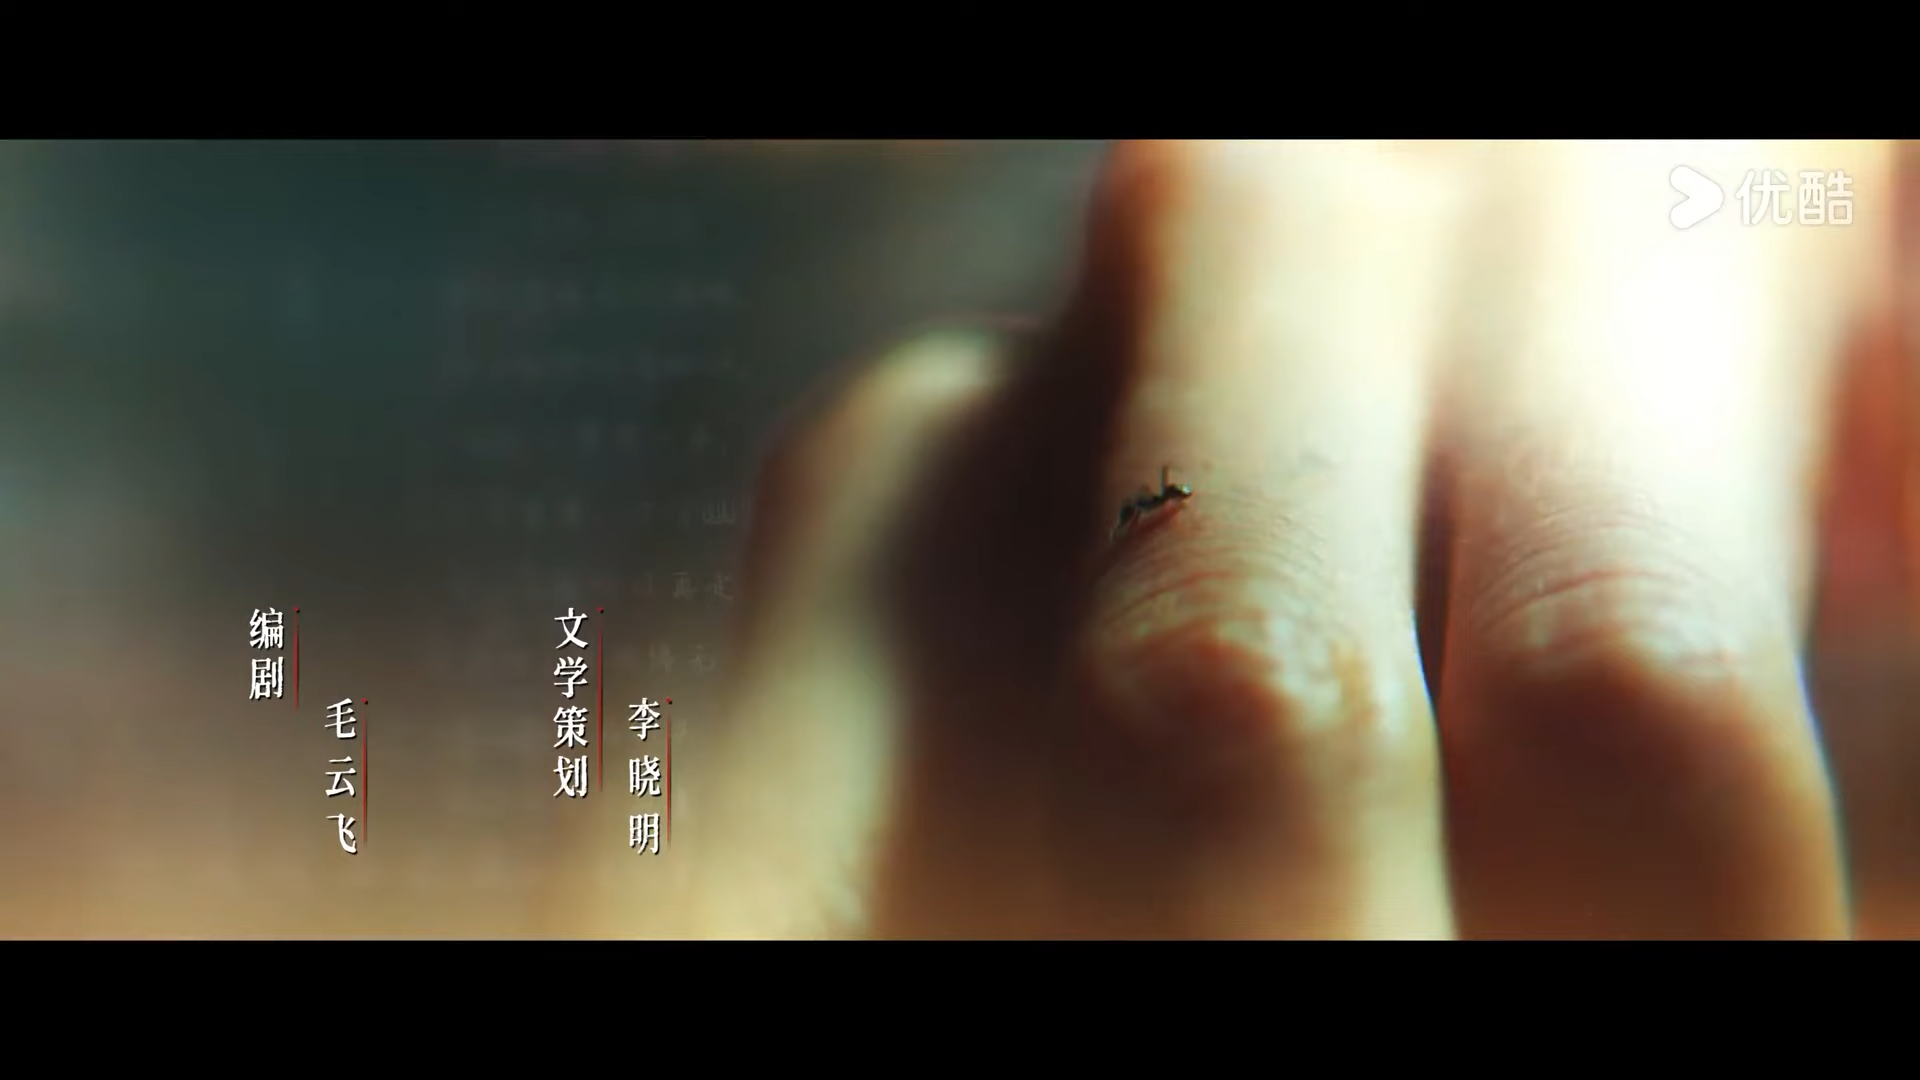 优酷
编剧
毛云飞
文学策划
李晓明